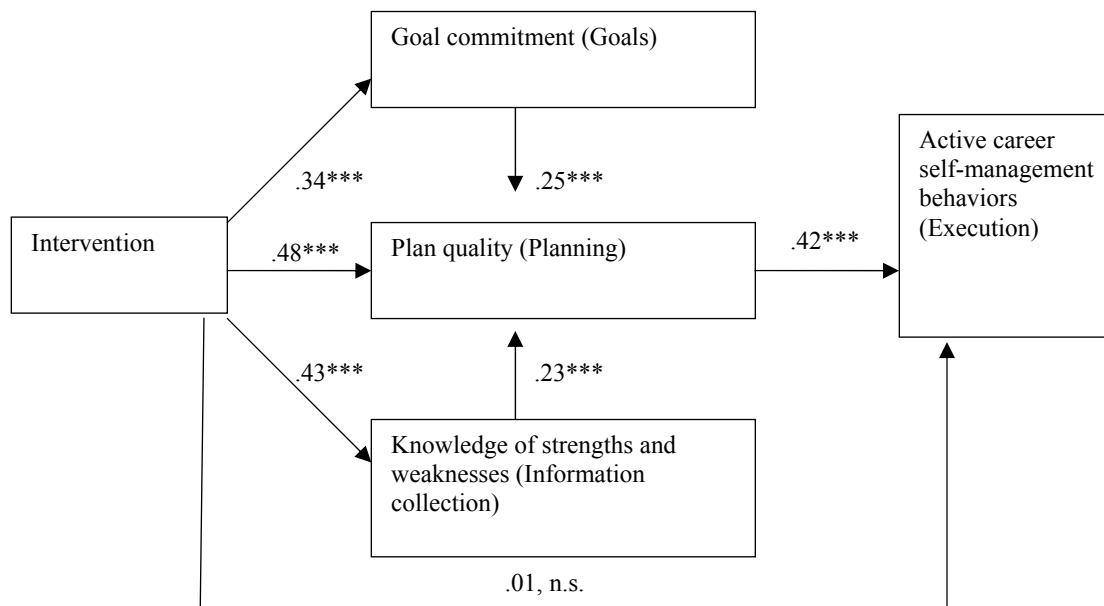 Goal commitment (Goals)
Active career
self-management
behaviors
(Execution)
.34***
.25***
Intervention
Plan quality (Planning)
.42***
.48***
.43***
.23***
Knowledge of strengths and
weaknesses (Information
collection)
.01, n.s.